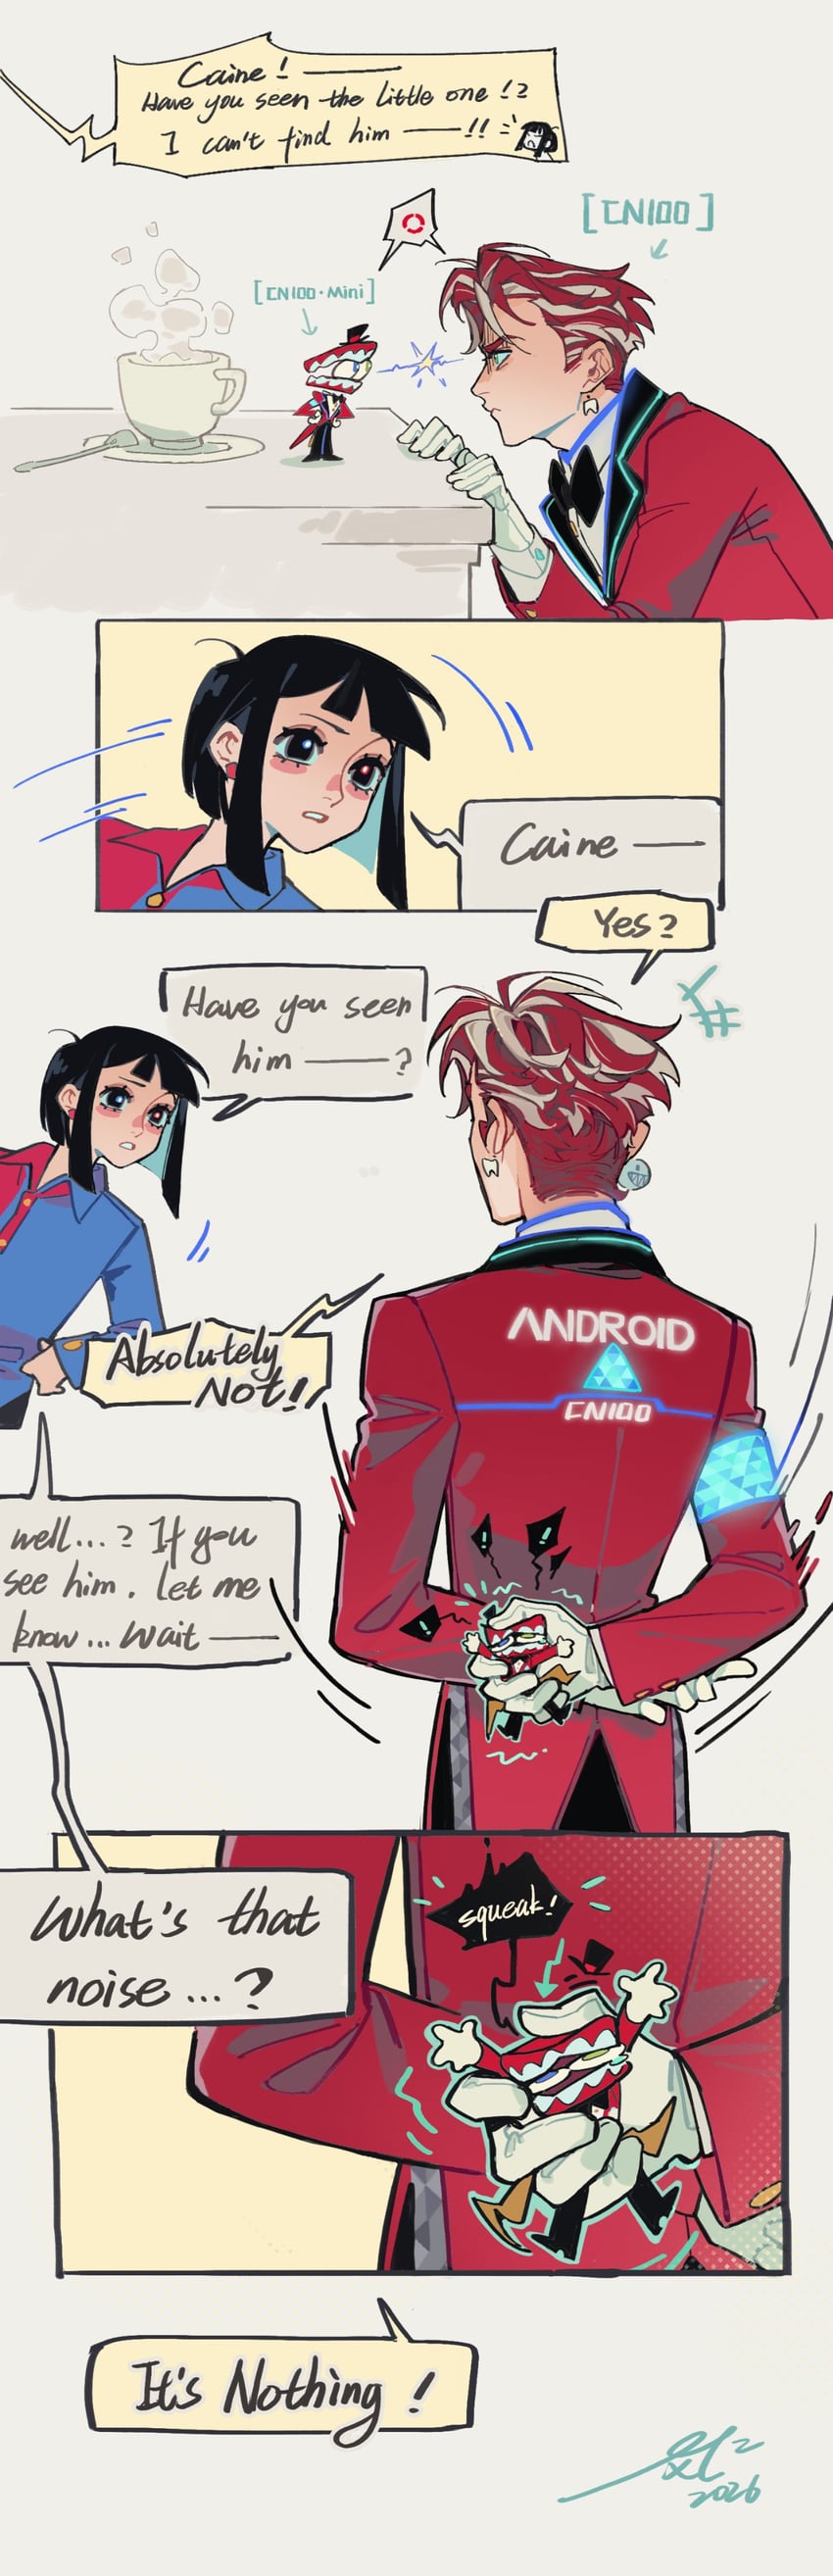 Caine! ——
Have you seen the little one !?
I can't find him —— !!
[CN100]
[CN100·Mini]
Caine ——
Yes?
Have you seen
him —— ?
Absolutely
Not!
ANDROID
CN100
well...? If you
see him. let me
know... Wait ——
What's that
noise ...?
squeak!
It's Nothing !
2026